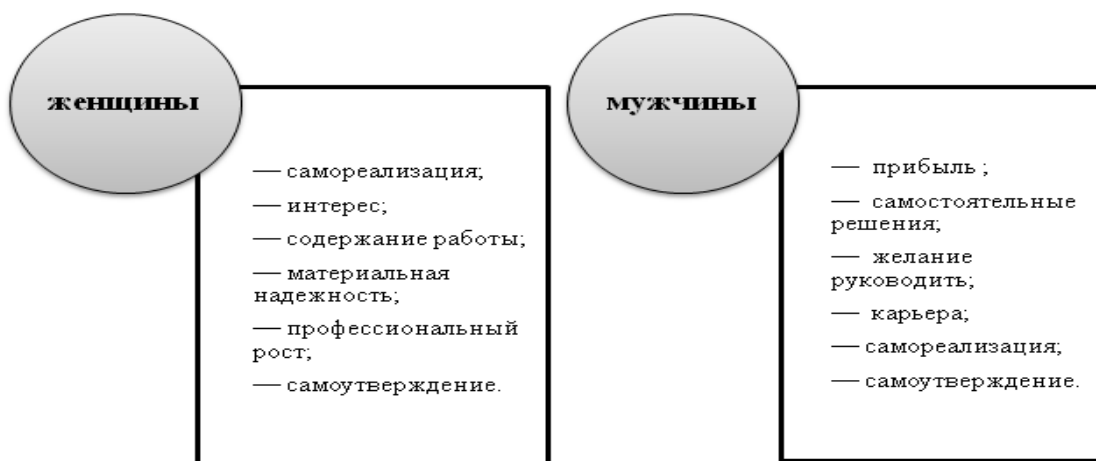 женщины
— самореализация;
— интерес;
— содержание работы;
— материальная
надежность;
— профессиональный
рост;
— самоутверждение.
мужчины
— прибыль ;
— самостоятельные
решения;
— желание
руководить;
— карьера;
— самореализация;
— самоутверждение.